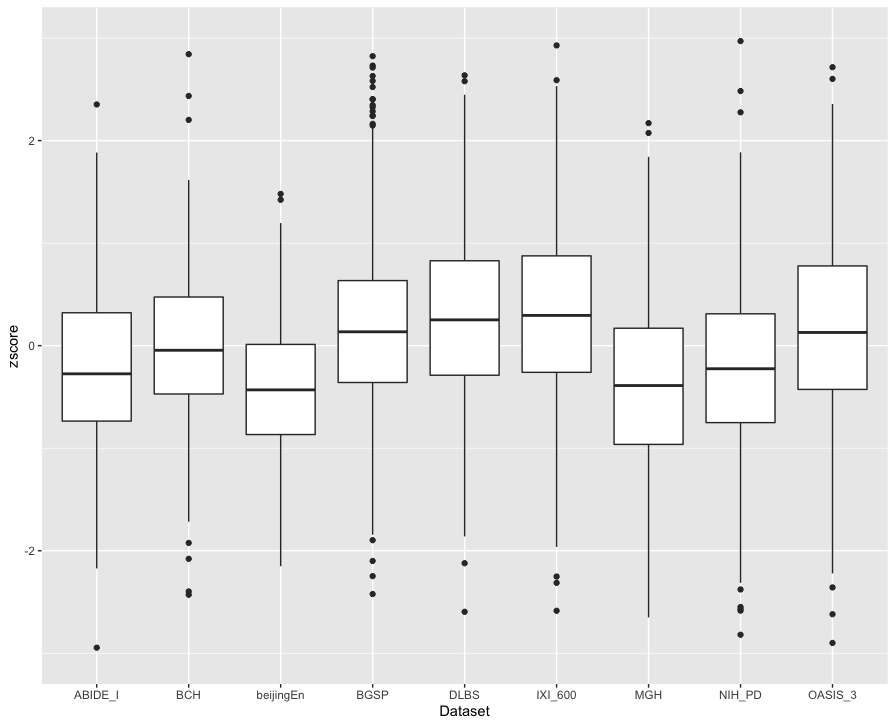 zscore
2
0
-2
ABIDE_I BCH beijingEn BGSP DLBS IXI_600 MGH NIH_PD OASIS_3
Dataset